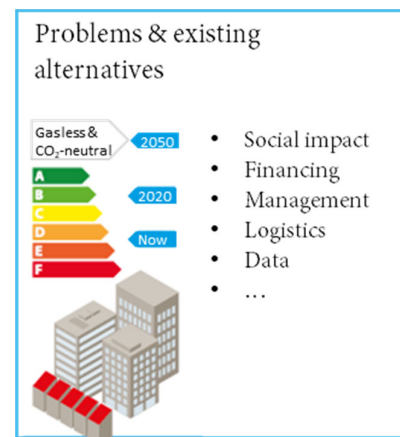 Problems & existing
alternatives
Gasless &
CO₂-neutral
2050
A
B
2020
C
D
Now
E
F
• Social impact
• Financing
• Management
• Logistics
• Data
• ...